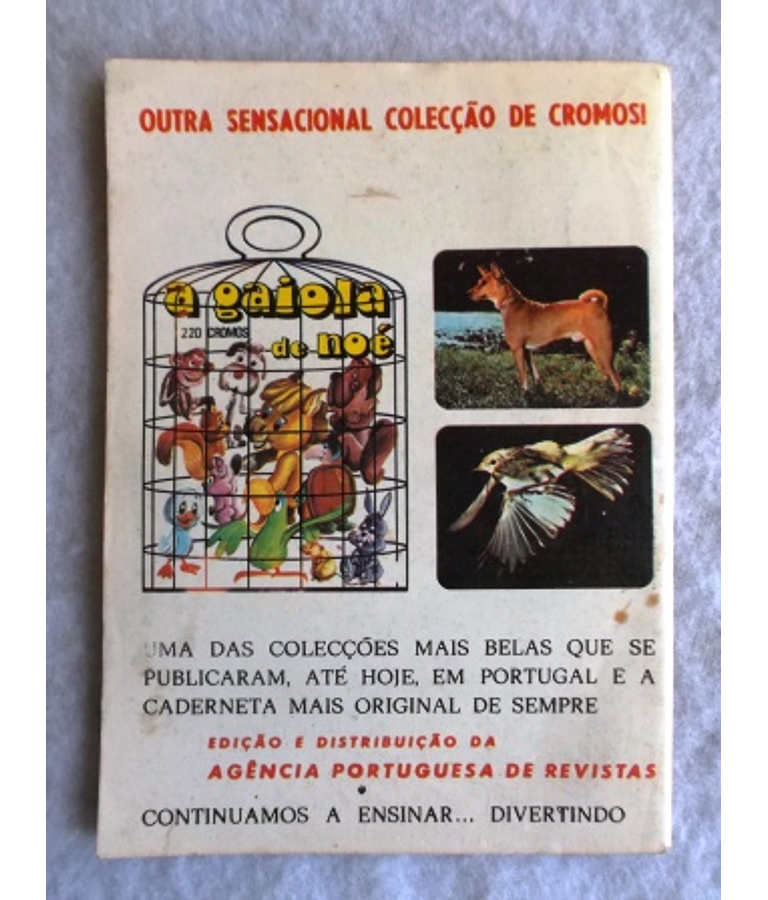 OUTRA SENSACIONAL COLECÇÃO DE CROMOS!
a gaiola
220 CROMOS
de noé
UMA DAS COLECÇÕES MAIS BELAS QUE SE
PUBLICARAM, ATÉ HOJE, EM PORTUGAL E A
CADERNETA MAIS ORIGINAL DE SEMPRE
EDIÇÃO E DISTRIBUIÇÃO DA
AGÊNCIA PORTUGUESA DE REVISTAS
CONTINUAMOS A ENSINAR... DIVERTINDO